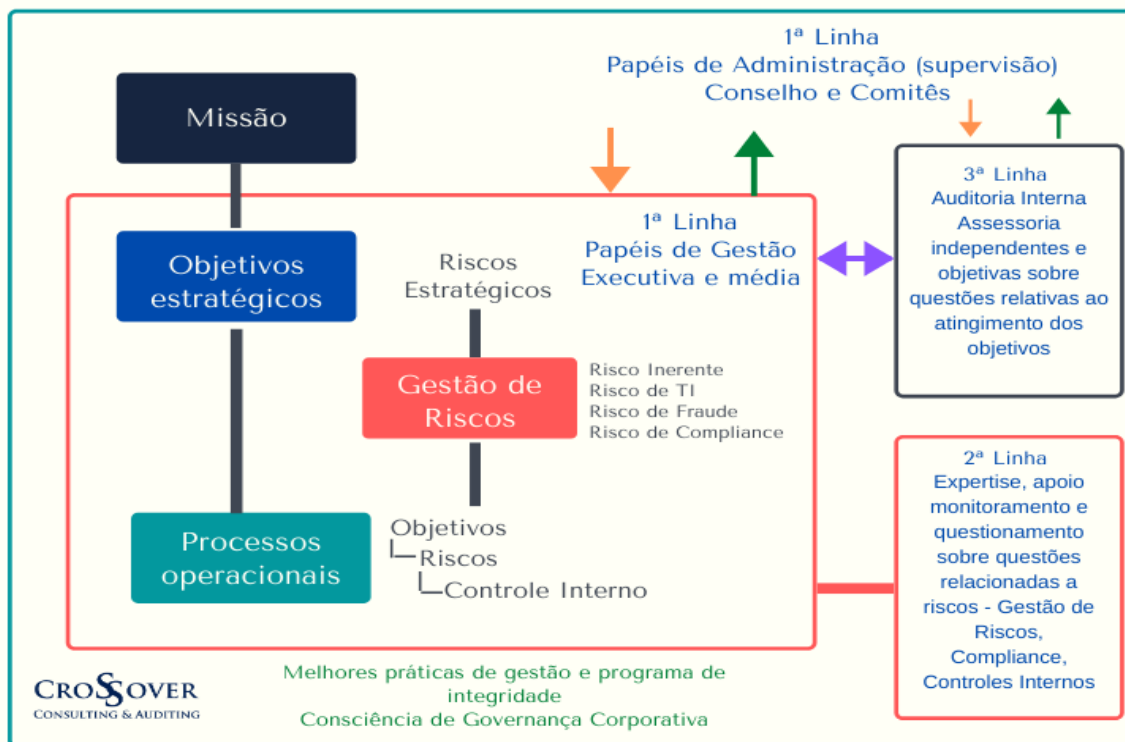 1ª Linha
Papéis de Administração (supervisão)
Conselho e Comitês
Missão
Objetivos
estratégicos
Processos
operacionais
Riscos
Estratégicos
Gestão de
Riscos
Risco Inerente
Risco de TI
Risco de Fraude
Risco de Compliance
Objetivos
Riscos
Controle Interno
1ª Linha
Papéis de Gestão
Executiva e média
3ª Linha
Auditoria Interna
Assessoria
independentes e
objetivas sobre
questões relativas ao
atingimento dos
objetivos
2ª Linha
Expertise, apoio
monitoramento e
questionamento
sobre questões
relacionadas a
riscos - Gestão de
Riscos,
Compliance,
Controles Internos
Melhores práticas de gestão e programa de
integridade
Consciência de Governança Corporativa
CROSSOVER
CONSULTING & AUDITING